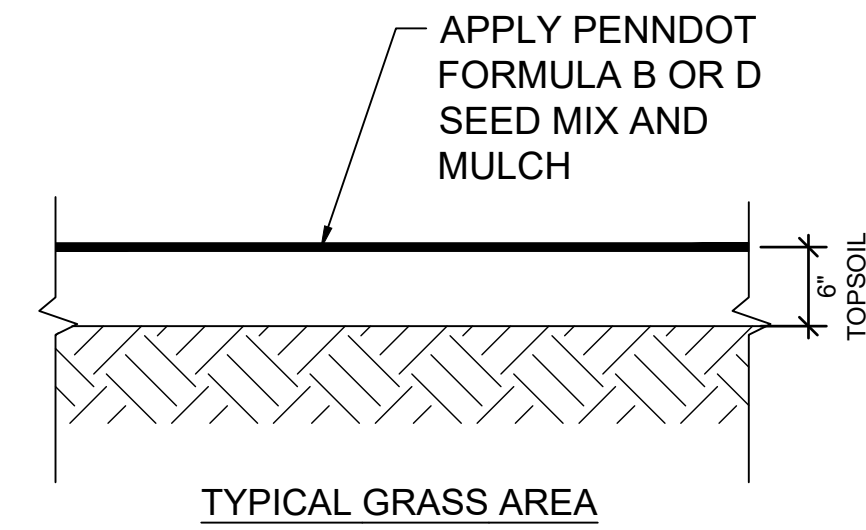 APPLY PENNDOT
FORMULA B OR D
SEED MIX AND
MULCH
6"
TOPSOIL
TYPICAL GRASS AREA